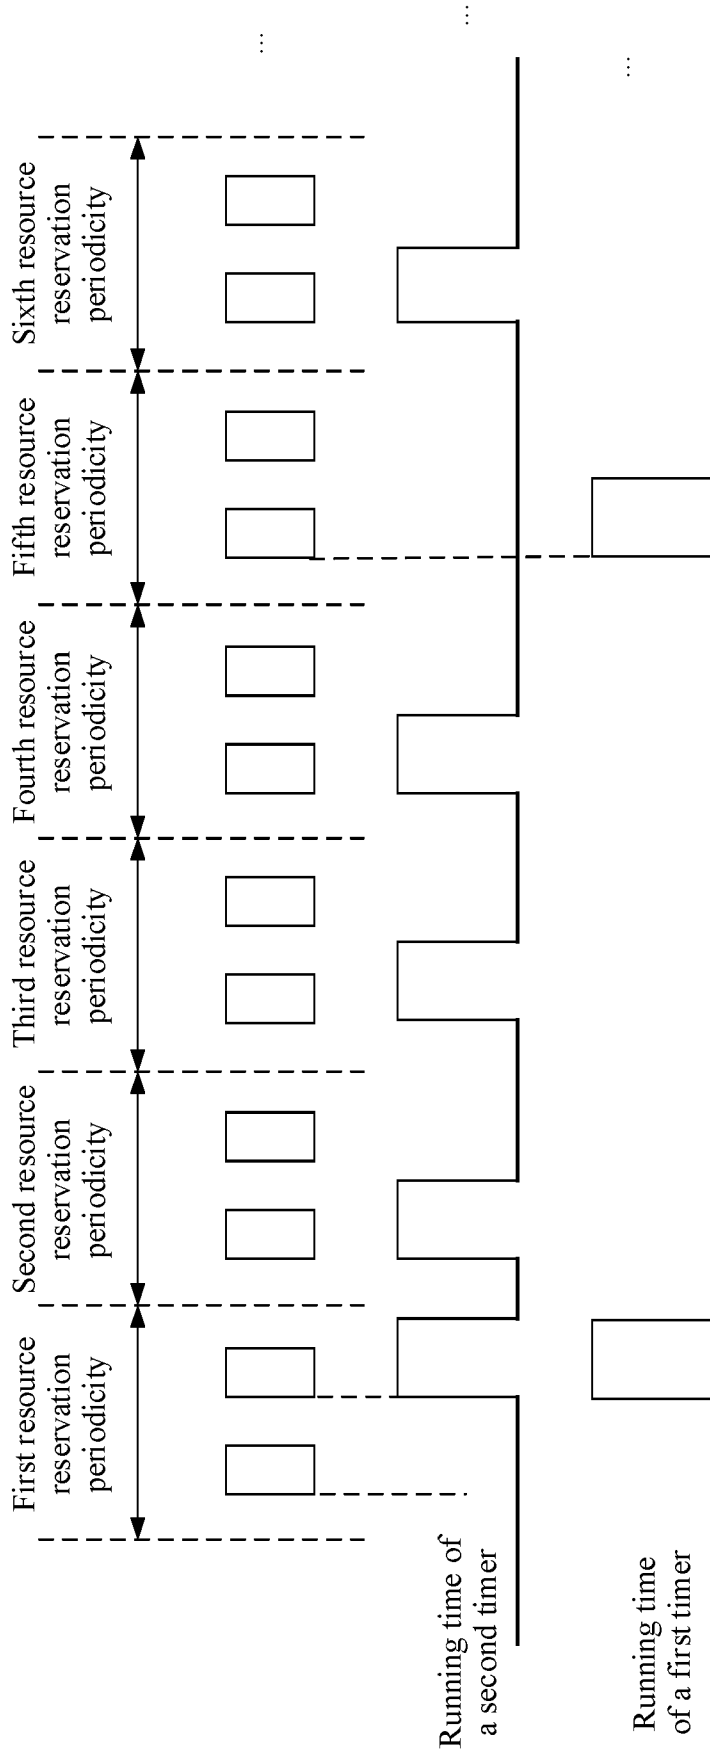 First resource
reservation
periodicity
Second resource
reservation
periodicity
Third resource
reservation
periodicity
Fourth resource
reservation
periodicity
Fifth resource
reservation
periodicity
Sixth resource
reservation
periodicity
...
Running time of
a second timer
...
Running time
of a first timer
...